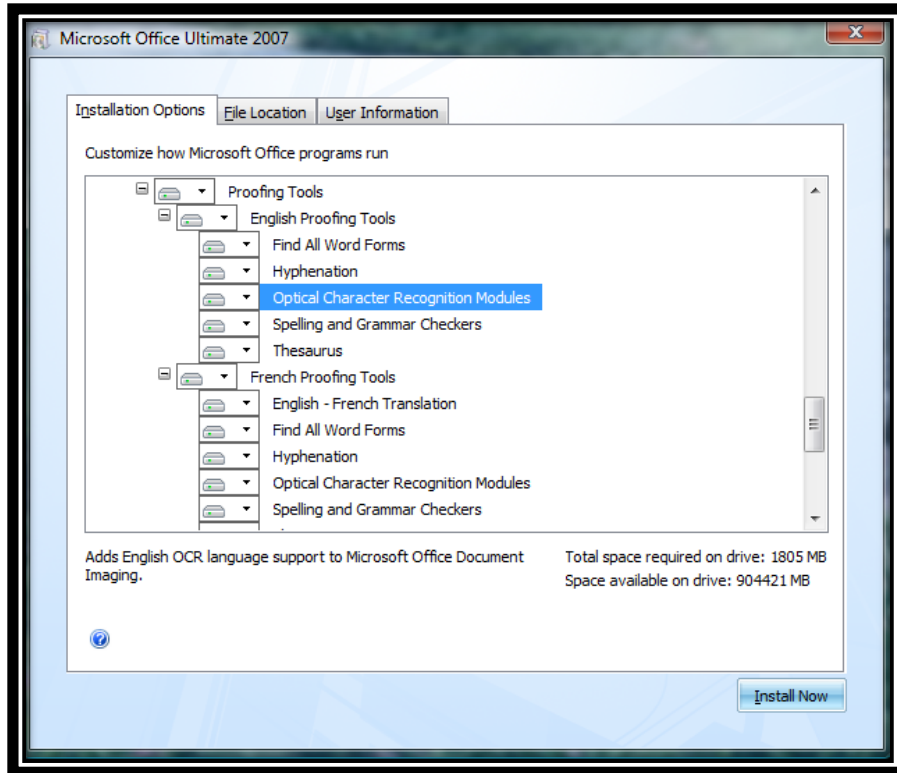 Microsoft Office Ultimate 2007
Installation Options File Location User Information
Customize how Microsoft Office programs run
Proofing Tools
English Proofing Tools
Find All Word Forms
Hyphenation
Optical Character Recognition Modules
Spelling and Grammar Checkers
Thesaurus
French Proofing Tools
English - French Translation
Find All Word Forms
Hyphenation
Optical Character Recognition Modules
Spelling and Grammar Checkers
Adds English OCR language support to Microsoft Office Document
Imaging.
Total space required on drive: 1805 MB
Space available on drive: 904421 MB
Install Now